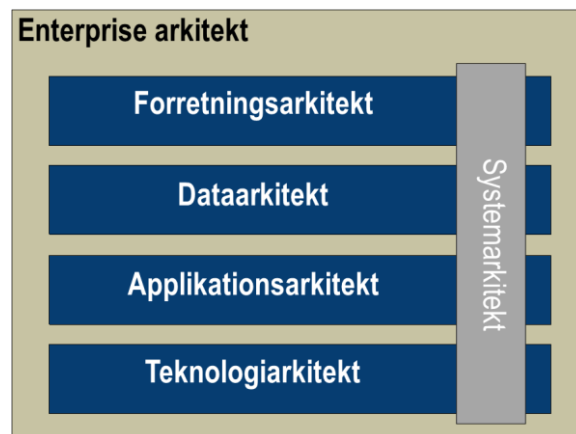 Enterprise arkitekt
Forretningsarkitekt
Dataarkitekt
Applikationsarkitekt
Teknologiarkitekt
Systemarkitekt